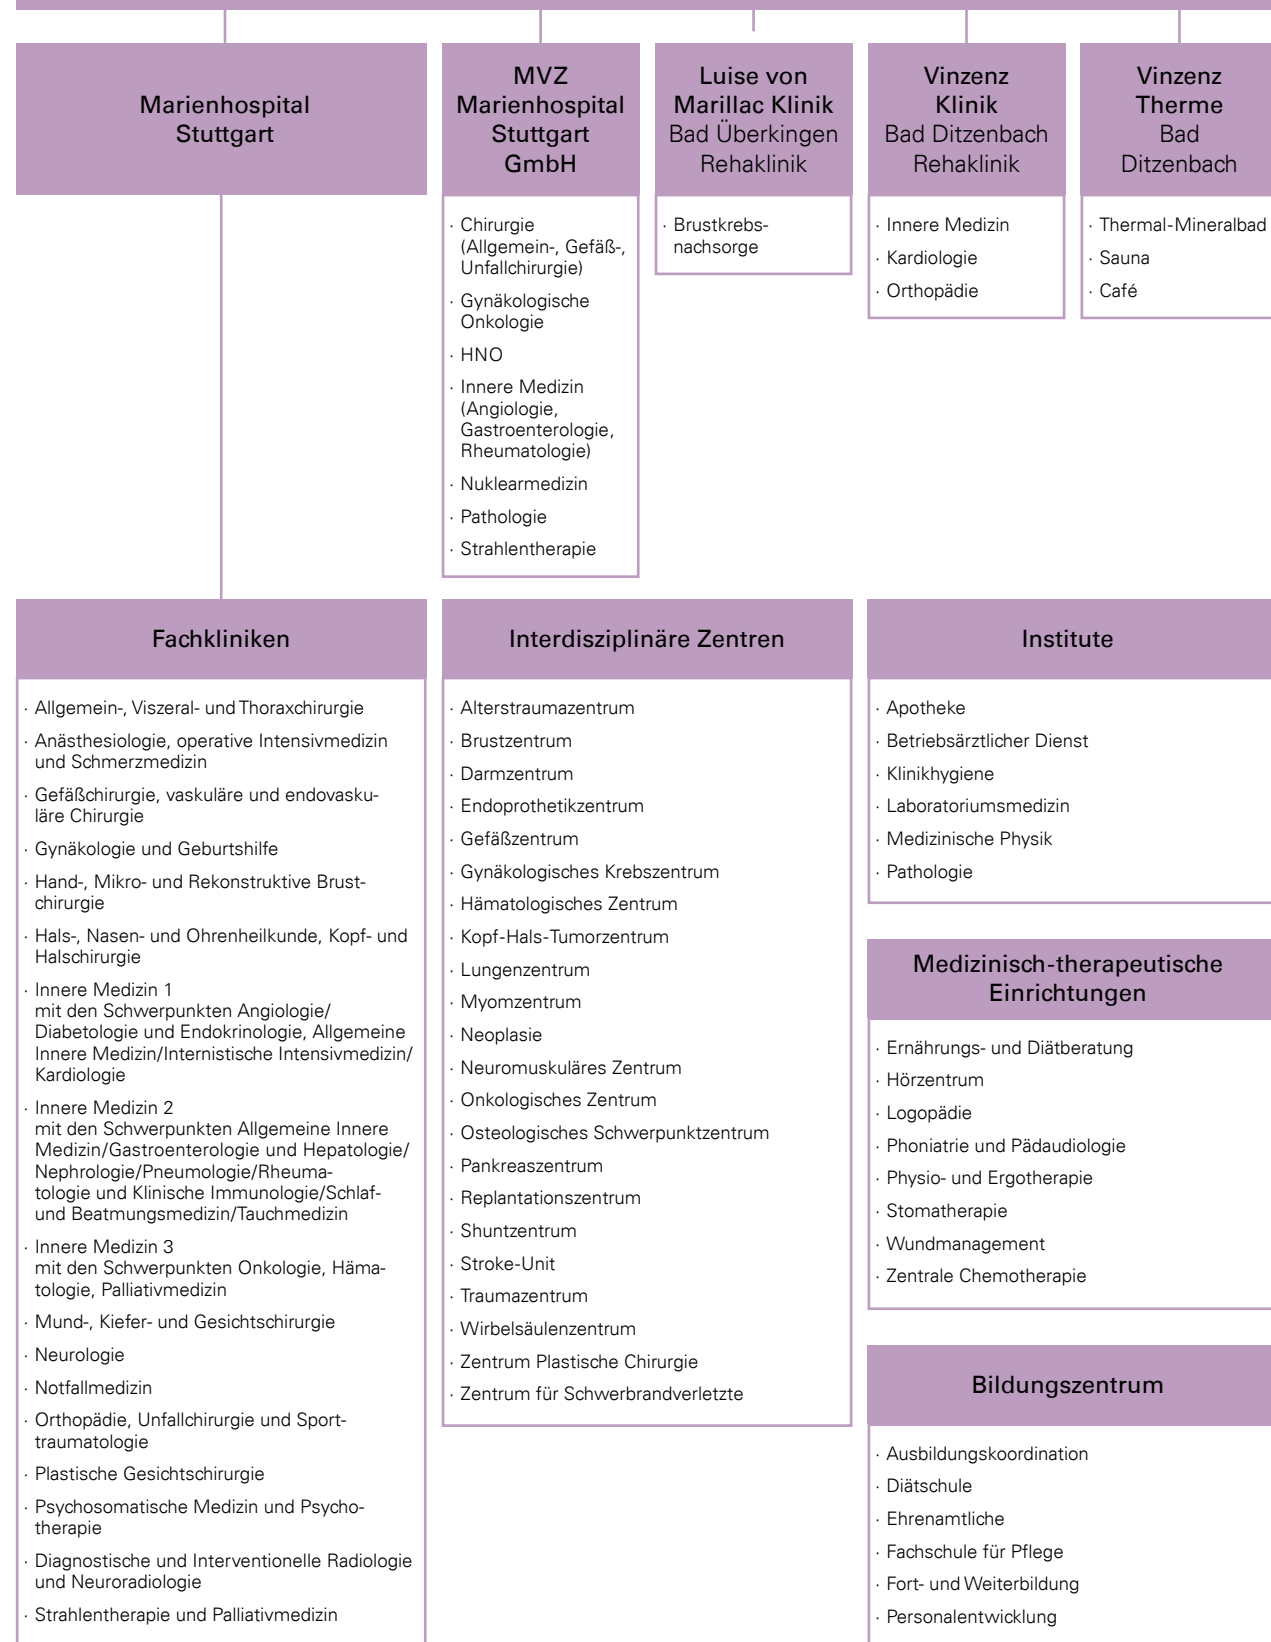 Marienhospital
Stuttgart
MVZ
Marienhospital
Stuttgart
GmbH
Luise von
Marillac Klinik
Bad Überkingen
Rehaklinik
Vinzenz
Klinik
Bad Ditzenbach
Rehaklinik
Vinzenz
Therme
Bad
Ditzenbach
· Chirurgie
(Allgemein-, Gefäß-,
Unfallchirurgie)
· Gynäkologische
Onkologie
· HNO
· Innere Medizin
(Angiologie,
Gastroenterologie,
Rheumatologie)
· Nuklearmedizin
· Pathologie
· Strahlentherapie
· Brustkrebs-
nachsorge
· Innere Medizin
· Kardiologie
· Orthopädie
· Thermal-Mineralbad
· Sauna
· Café
Fachkliniken
· Allgemein-, Viszeral- und Thoraxchirurgie
· Anästhesiologie, operative Intensivmedizin
und Schmerzmedizin
· Gefäßchirurgie, vaskuläre und endovasku-
läre Chirurgie
· Gynäkologie und Geburtshilfe
· Hand-, Mikro- und Rekonstruktive Brust-
chirurgie
· Hals-, Nasen- und Ohrenheilkunde, Kopf- und
Halschirurgie
· Innere Medizin 1
mit den Schwerpunkten Angiologie/
Diabetologie und Endokrinologie, Allgemeine
Innere Medizin/Internistische Intensivmedizin/
Kardiologie
· Innere Medizin 2
mit den Schwerpunkten Allgemeine Innere
Medizin/Gastroenterologie und Hepatologie/
Nephrologie/Pneumologie/Rheuma-
tologie und Klinische Immunologie/Schlaf-
und Beatmungsmedizin/Tauchmedizin
· Innere Medizin 3
mit den Schwerpunkten Onkologie, Häma-
tologie, Palliativmedizin
· Mund-, Kiefer- und Gesichtschirurgie
· Neurologie
· Notfallmedizin
· Orthopädie, Unfallchirurgie und Sport-
traumatologie
· Plastische Gesichtschirurgie
· Psychosomatische Medizin und Psycho-
therapie
· Diagnostische und Interventionelle Radiologie
und Neuroradiologie
· Strahlentherapie und Palliativmedizin
Interdisziplinäre Zentren
· Alterstraumazentrum
· Brustzentrum
· Darmzentrum
· Endoprothetikzentrum
· Gefäßzentrum
· Gynäkologisches Krebszentrum
· Hämatologisches Zentrum
· Kopf-Hals-Tumorzentrum
· Lungenzentrum
· Myomzentrum
· Neoplasie
· Neuromuskuläres Zentrum
· Onkologisches Zentrum
· Osteologisches Schwerpunktzentrum
· Pankreaszentrum
· Replantationszentrum
· Shuntzentrum
· Stroke-Unit
· Traumazentrum
· Wirbelsäulenzentrum
· Zentrum Plastische Chirurgie
· Zentrum für Schwerbrandverletzte
Institute
· Apotheke
· Betriebsärztlicher Dienst
· Klinikhygiene
· Laboratoriumsmedizin
· Medizinische Physik
· Pathologie
Medizinisch-therapeutische
Einrichtungen
· Ernährungs- und Diätberatung
· Hörzentrum
· Logopädie
· Phoniatrie und Pädaudiologie
· Physio- und Ergotherapie
· Stomatherapie
· Wundmanagement
· Zentrale Chemotherapie
Bildungszentrum
· Ausbildungskoordination
· Diätschule
· Ehrenamtliche
· Fachschule für Pflege
· Fort- und Weiterbildung
· Personalentwicklung